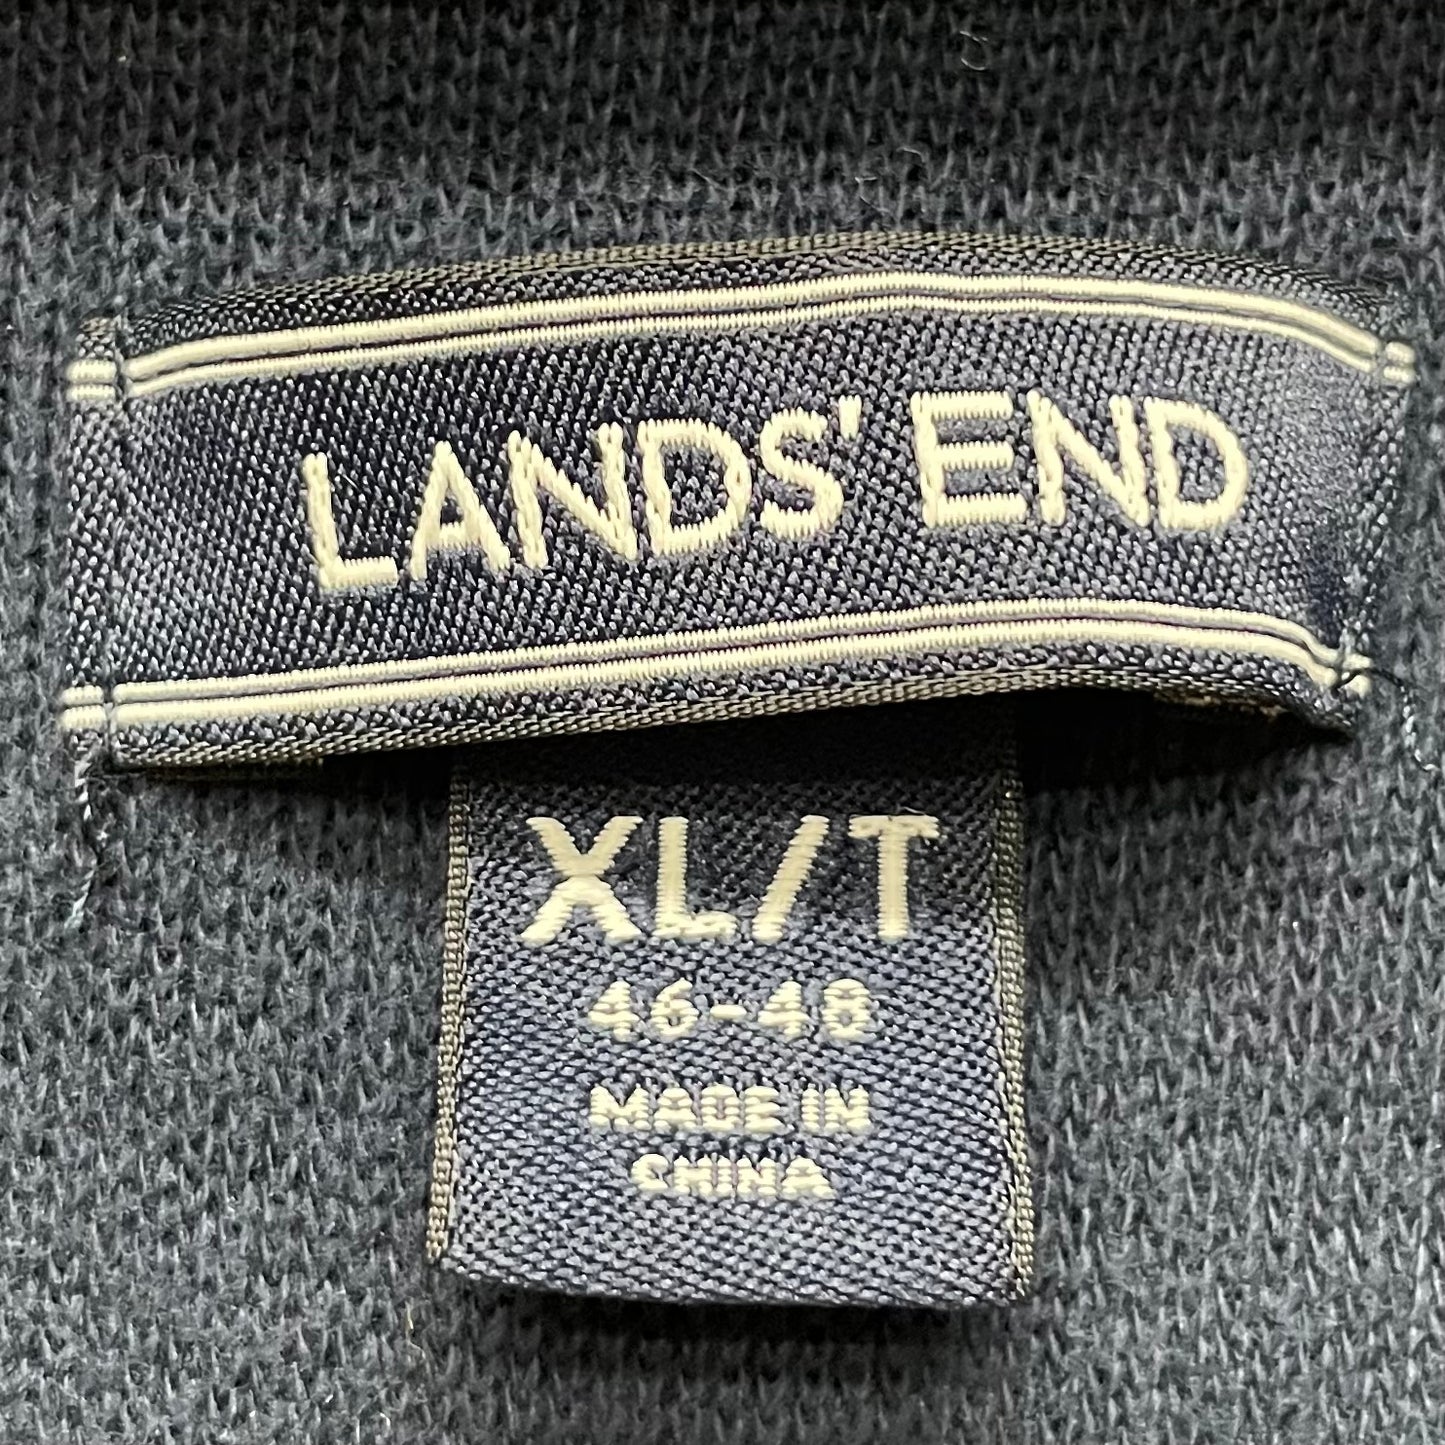 LANDS' END
XL/T
46-48
MADE IN
CHINA